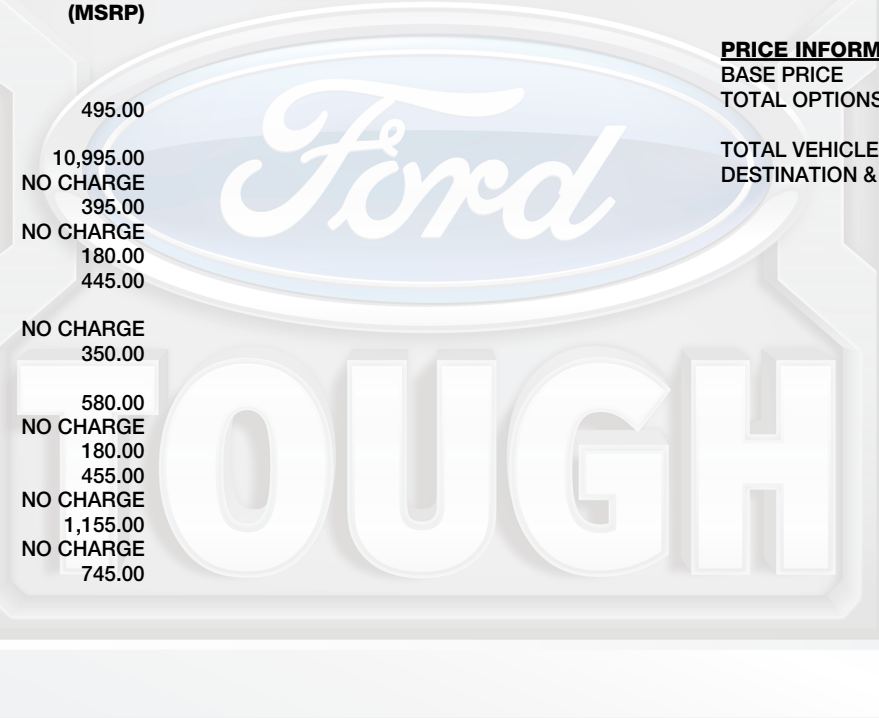 (MSRP)
495.00
10,995.00
NO CHARGE
395.00
NO CHARGE
180.00
445.00
NO CHARGE
350.00
580.00
NO CHARGE
180.00
455.00
NO CHARGE
1,155.00
NO CHARGE
745.00
PRICE INFORM
BASE PRICE
TOTAL OPTIONS
TOTAL VEHICLE
DESTINATION &
Ford
TOUGH